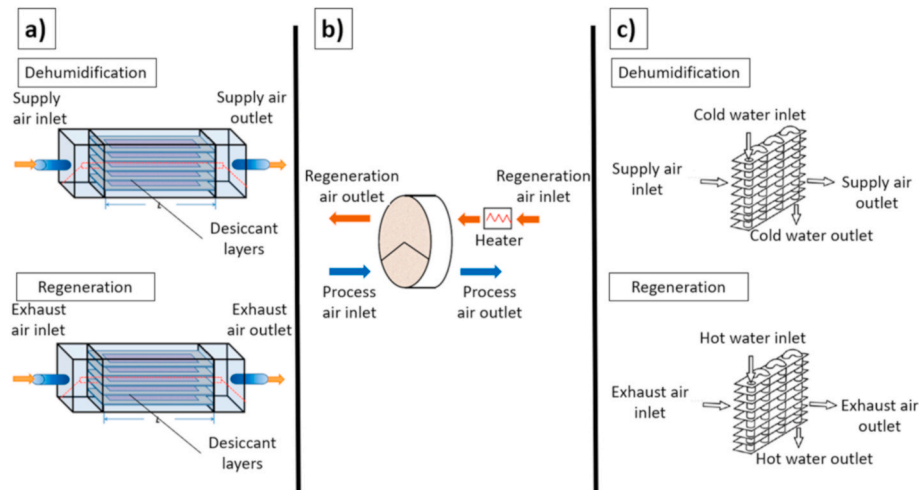 a)
Dehumidification
Supply
air inlet
Supply air
outlet
L
Desiccant
layers
Regeneration
Exhaust
air inlet
Exhaust
air outlet
L
Desiccant
layers
b)
Regeneration
air outlet
Regeneration
air inlet
Heater
Process
air inlet
Process
air outlet
c)
Dehumidification
Cold water inlet
Supply air
inlet
Supply air
outlet
Cold water outlet
Regeneration
Hot water inlet
Exhaust air
inlet
Exhaust air
outlet
Hot water outlet